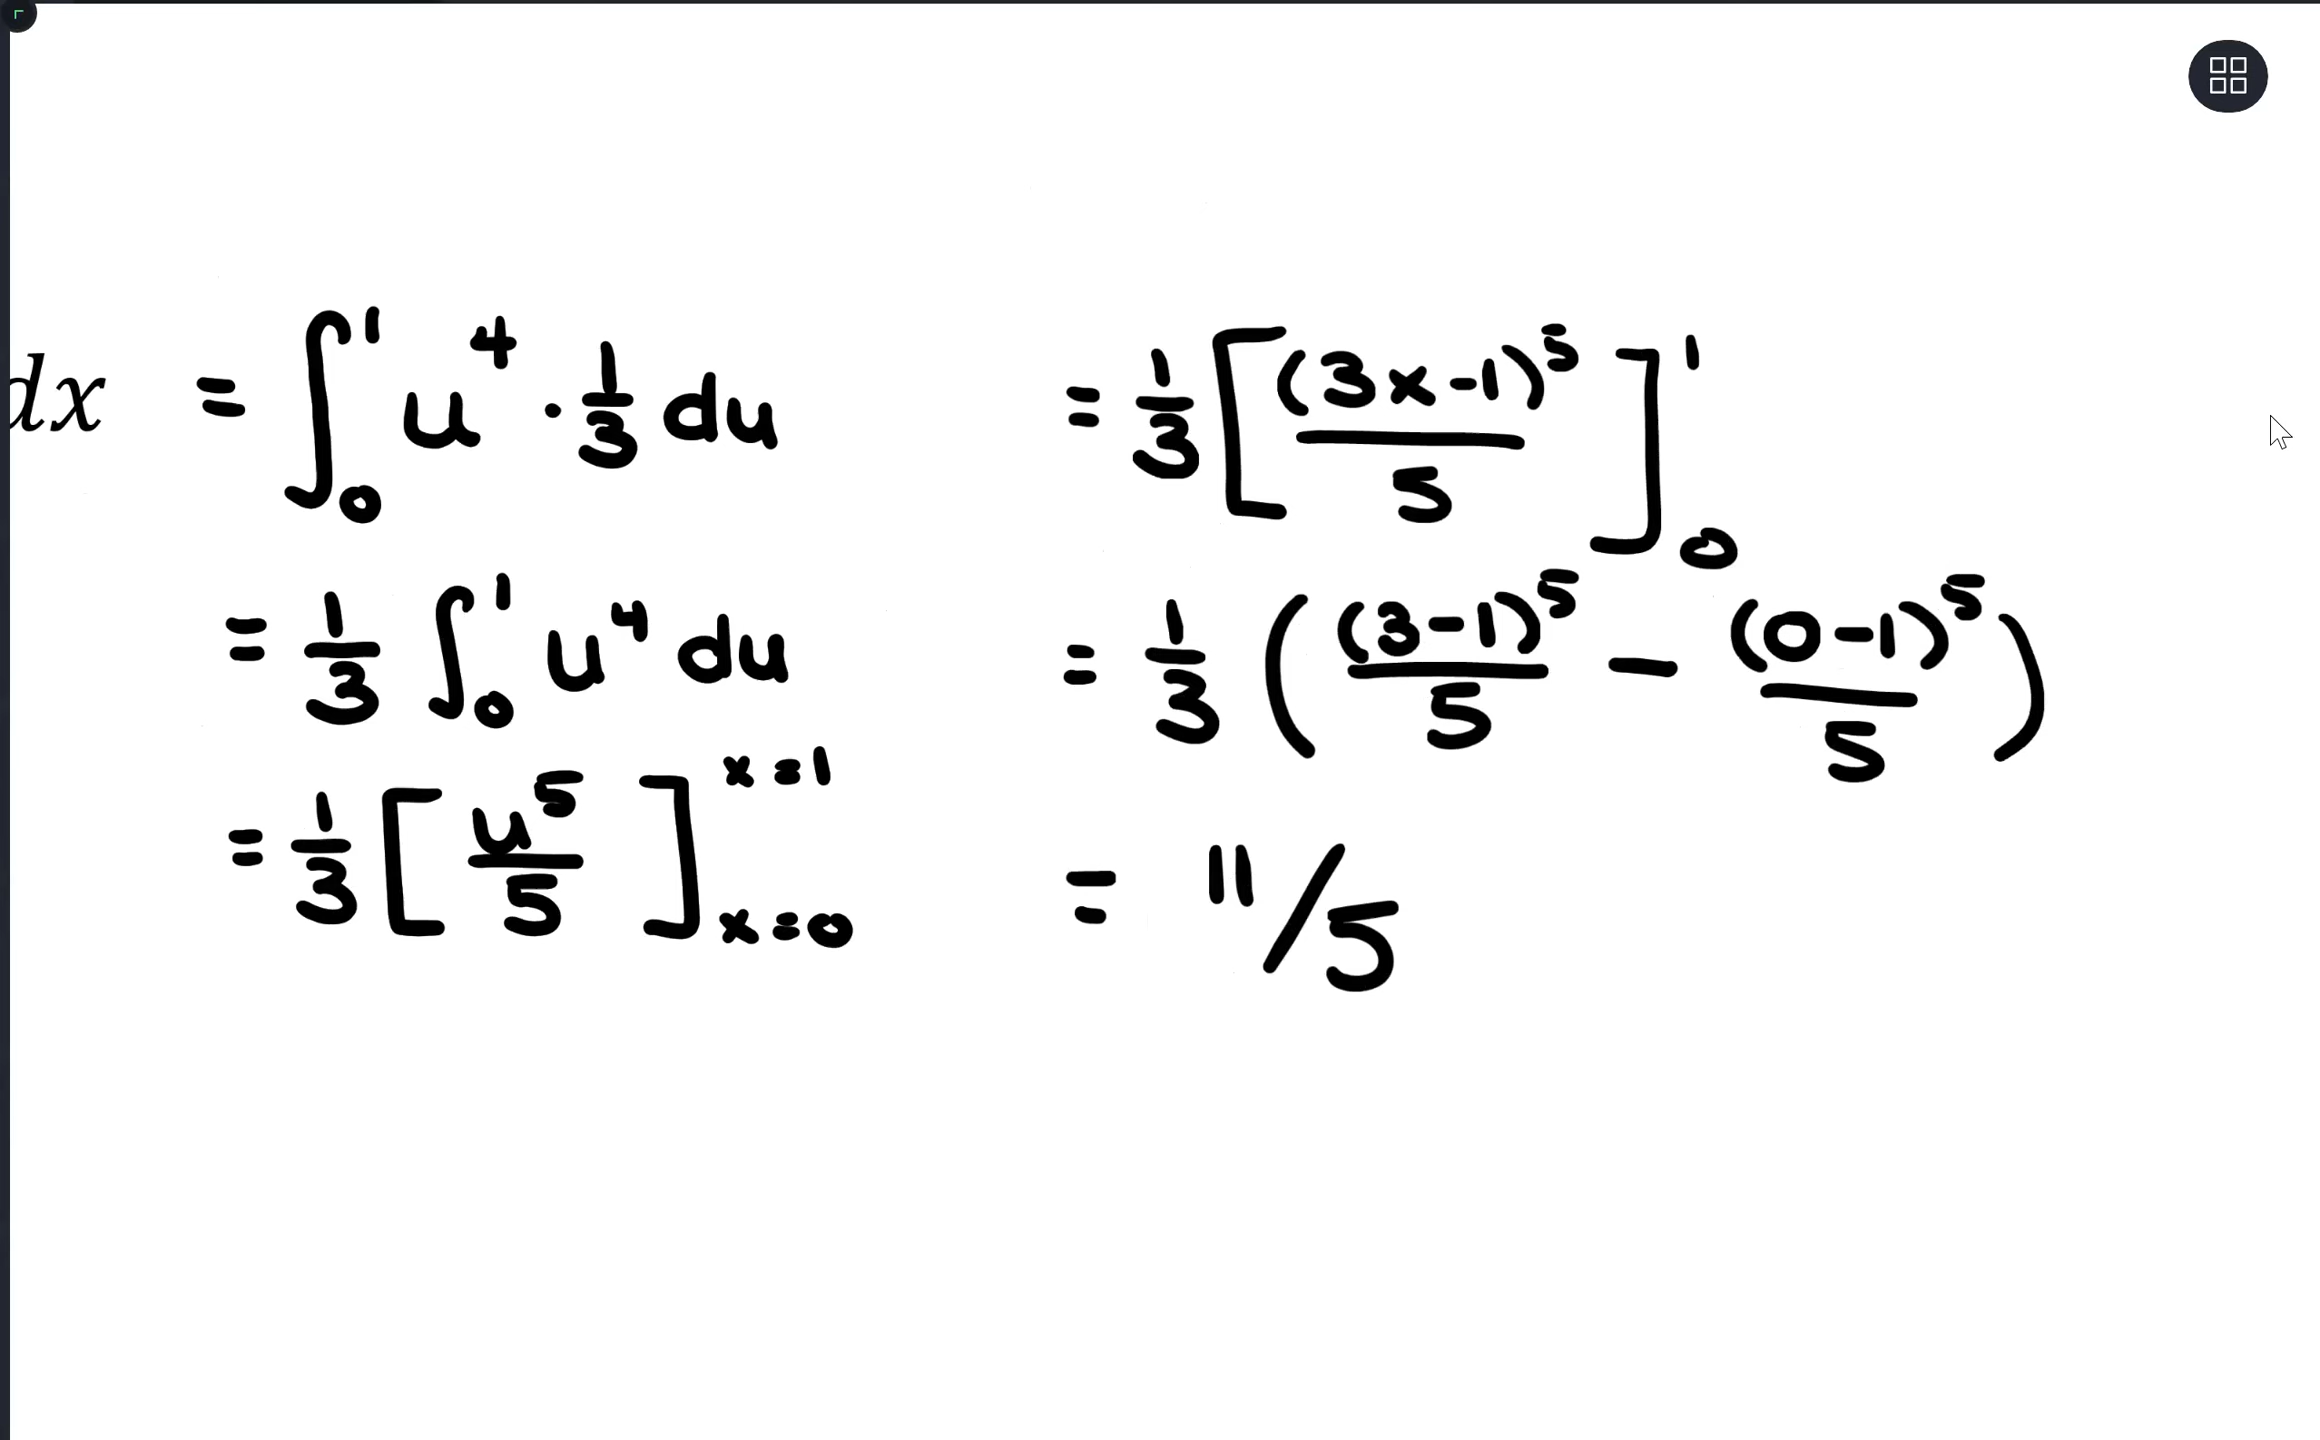 dx = ∫₀¹ u⁴ · 1/3 du
= 1/3 ∫₀¹ u⁴ du
= 1/3 [ u⁵/5 ]ₓ₌₀ˣ⁼¹
= 1/3 [ (3x-1)⁵/5 ]₀¹
= 1/3 ( (3-1)⁵/5 - (0-1)⁵/5 )
= 11/5